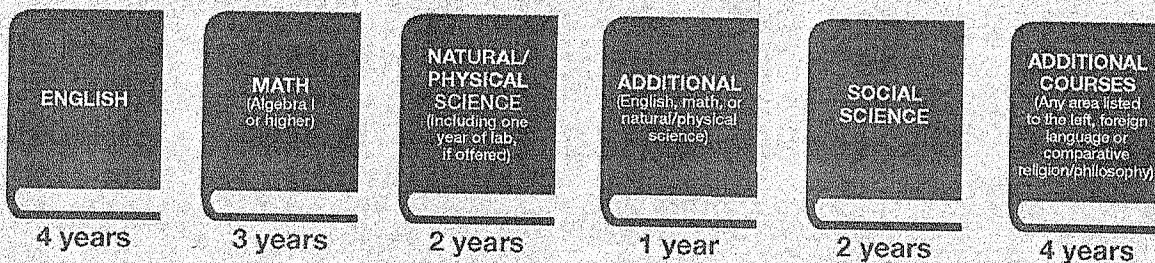 ENGLISH
4 years
MATH
(Algebra I
or higher)
3 years
NATURAL/
PHYSICAL
SCIENCE
(Including one
year of lab,
if offered)
2 years
ADDITIONAL
(English, math, or
natural/physical
science)
1 year
SOCIAL
SCIENCE
2 years
ADDITIONAL
COURSES
(Any area listed
to the left, foreign
language or
comparative
religion/philosophy)
4 years